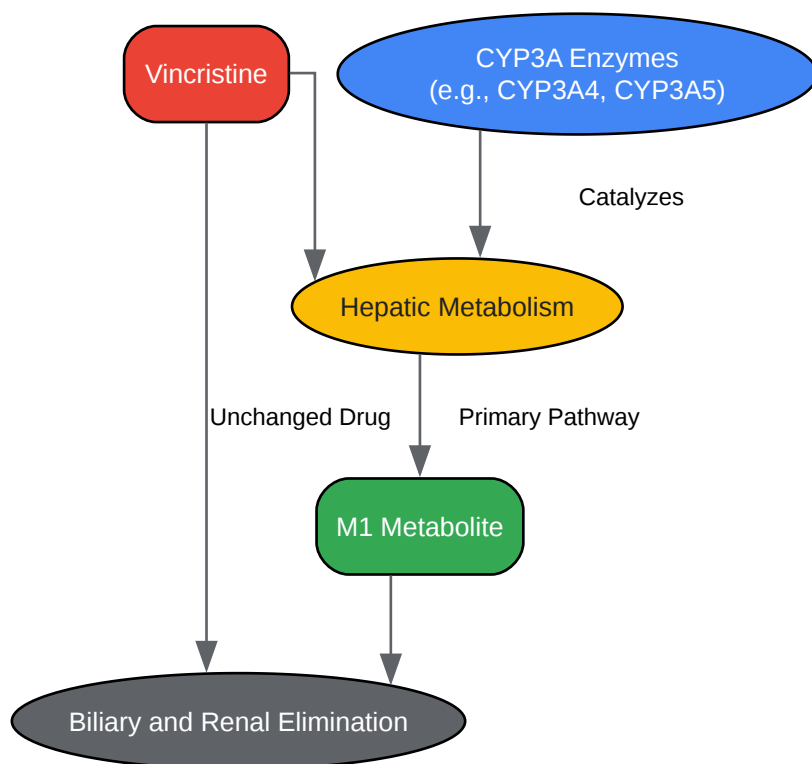 Vincristine
CYP3A Enzymes
(e.g., CYP3A4, CYP3A5)
Catalyzes
Hepatic Metabolism
Unchanged Drug
Primary Pathway
M1 Metabolite
Biliary and Renal Elimination